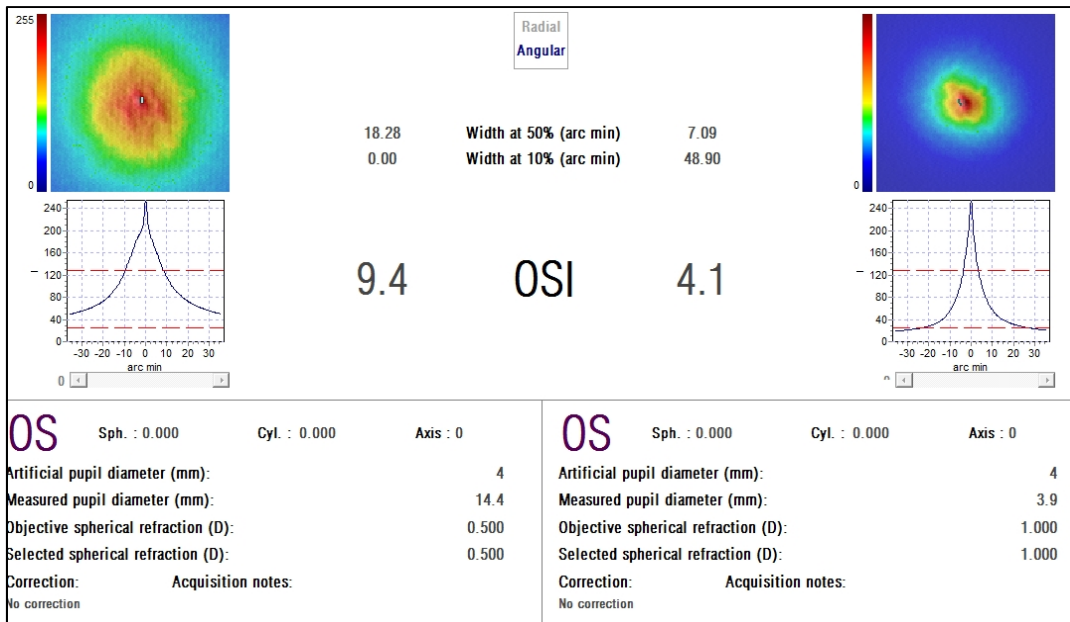 255
0
Radial
Angular
255
0
18.28 Width at 50% (arc min) 7.09
0.00 Width at 10% (arc min) 48.90
240
200
160
120
80
40
0
I
-30 -20 -10 0 10 20 30
arc min
0
9.4 OSI 4.1
240
200
160
120
80
40
0
I
-30 -20 -10 0 10 20 30
arc min
OS Sph. : 0.000 Cyl. : 0.000 Axis : 0
Artificial pupil diameter (mm): 4
Measured pupil diameter (mm): 14.4
Objective spherical refraction (D): 0.500
Selected spherical refraction (D): 0.500
Correction: Acquisition notes:
No correction
OS Sph. : 0.000 Cyl. : 0.000 Axis : 0
Artificial pupil diameter (mm): 4
Measured pupil diameter (mm): 3.9
Objective spherical refraction (D): 1.000
Selected spherical refraction (D): 1.000
Correction: Acquisition notes:
No correction